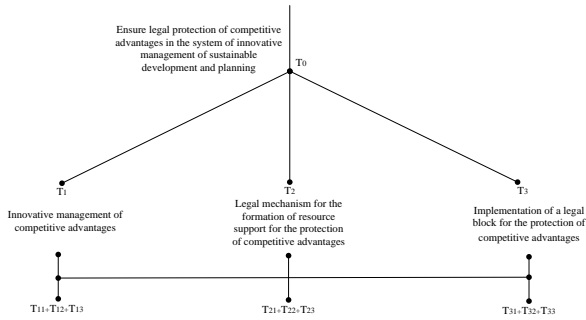 Ensure legal protection of competitive
advantages in the system of innovative
management of sustainable
development and planning
T0
T1
T2
T3
Innovative management of
competitive advantages
Legal mechanism for the
formation of resource
support for the protection
of competitive advantages
Implementation of a legal
block for the protection of
competitive advantages
T11+T12+T13
T21+T22+T23
T31+T32+T33